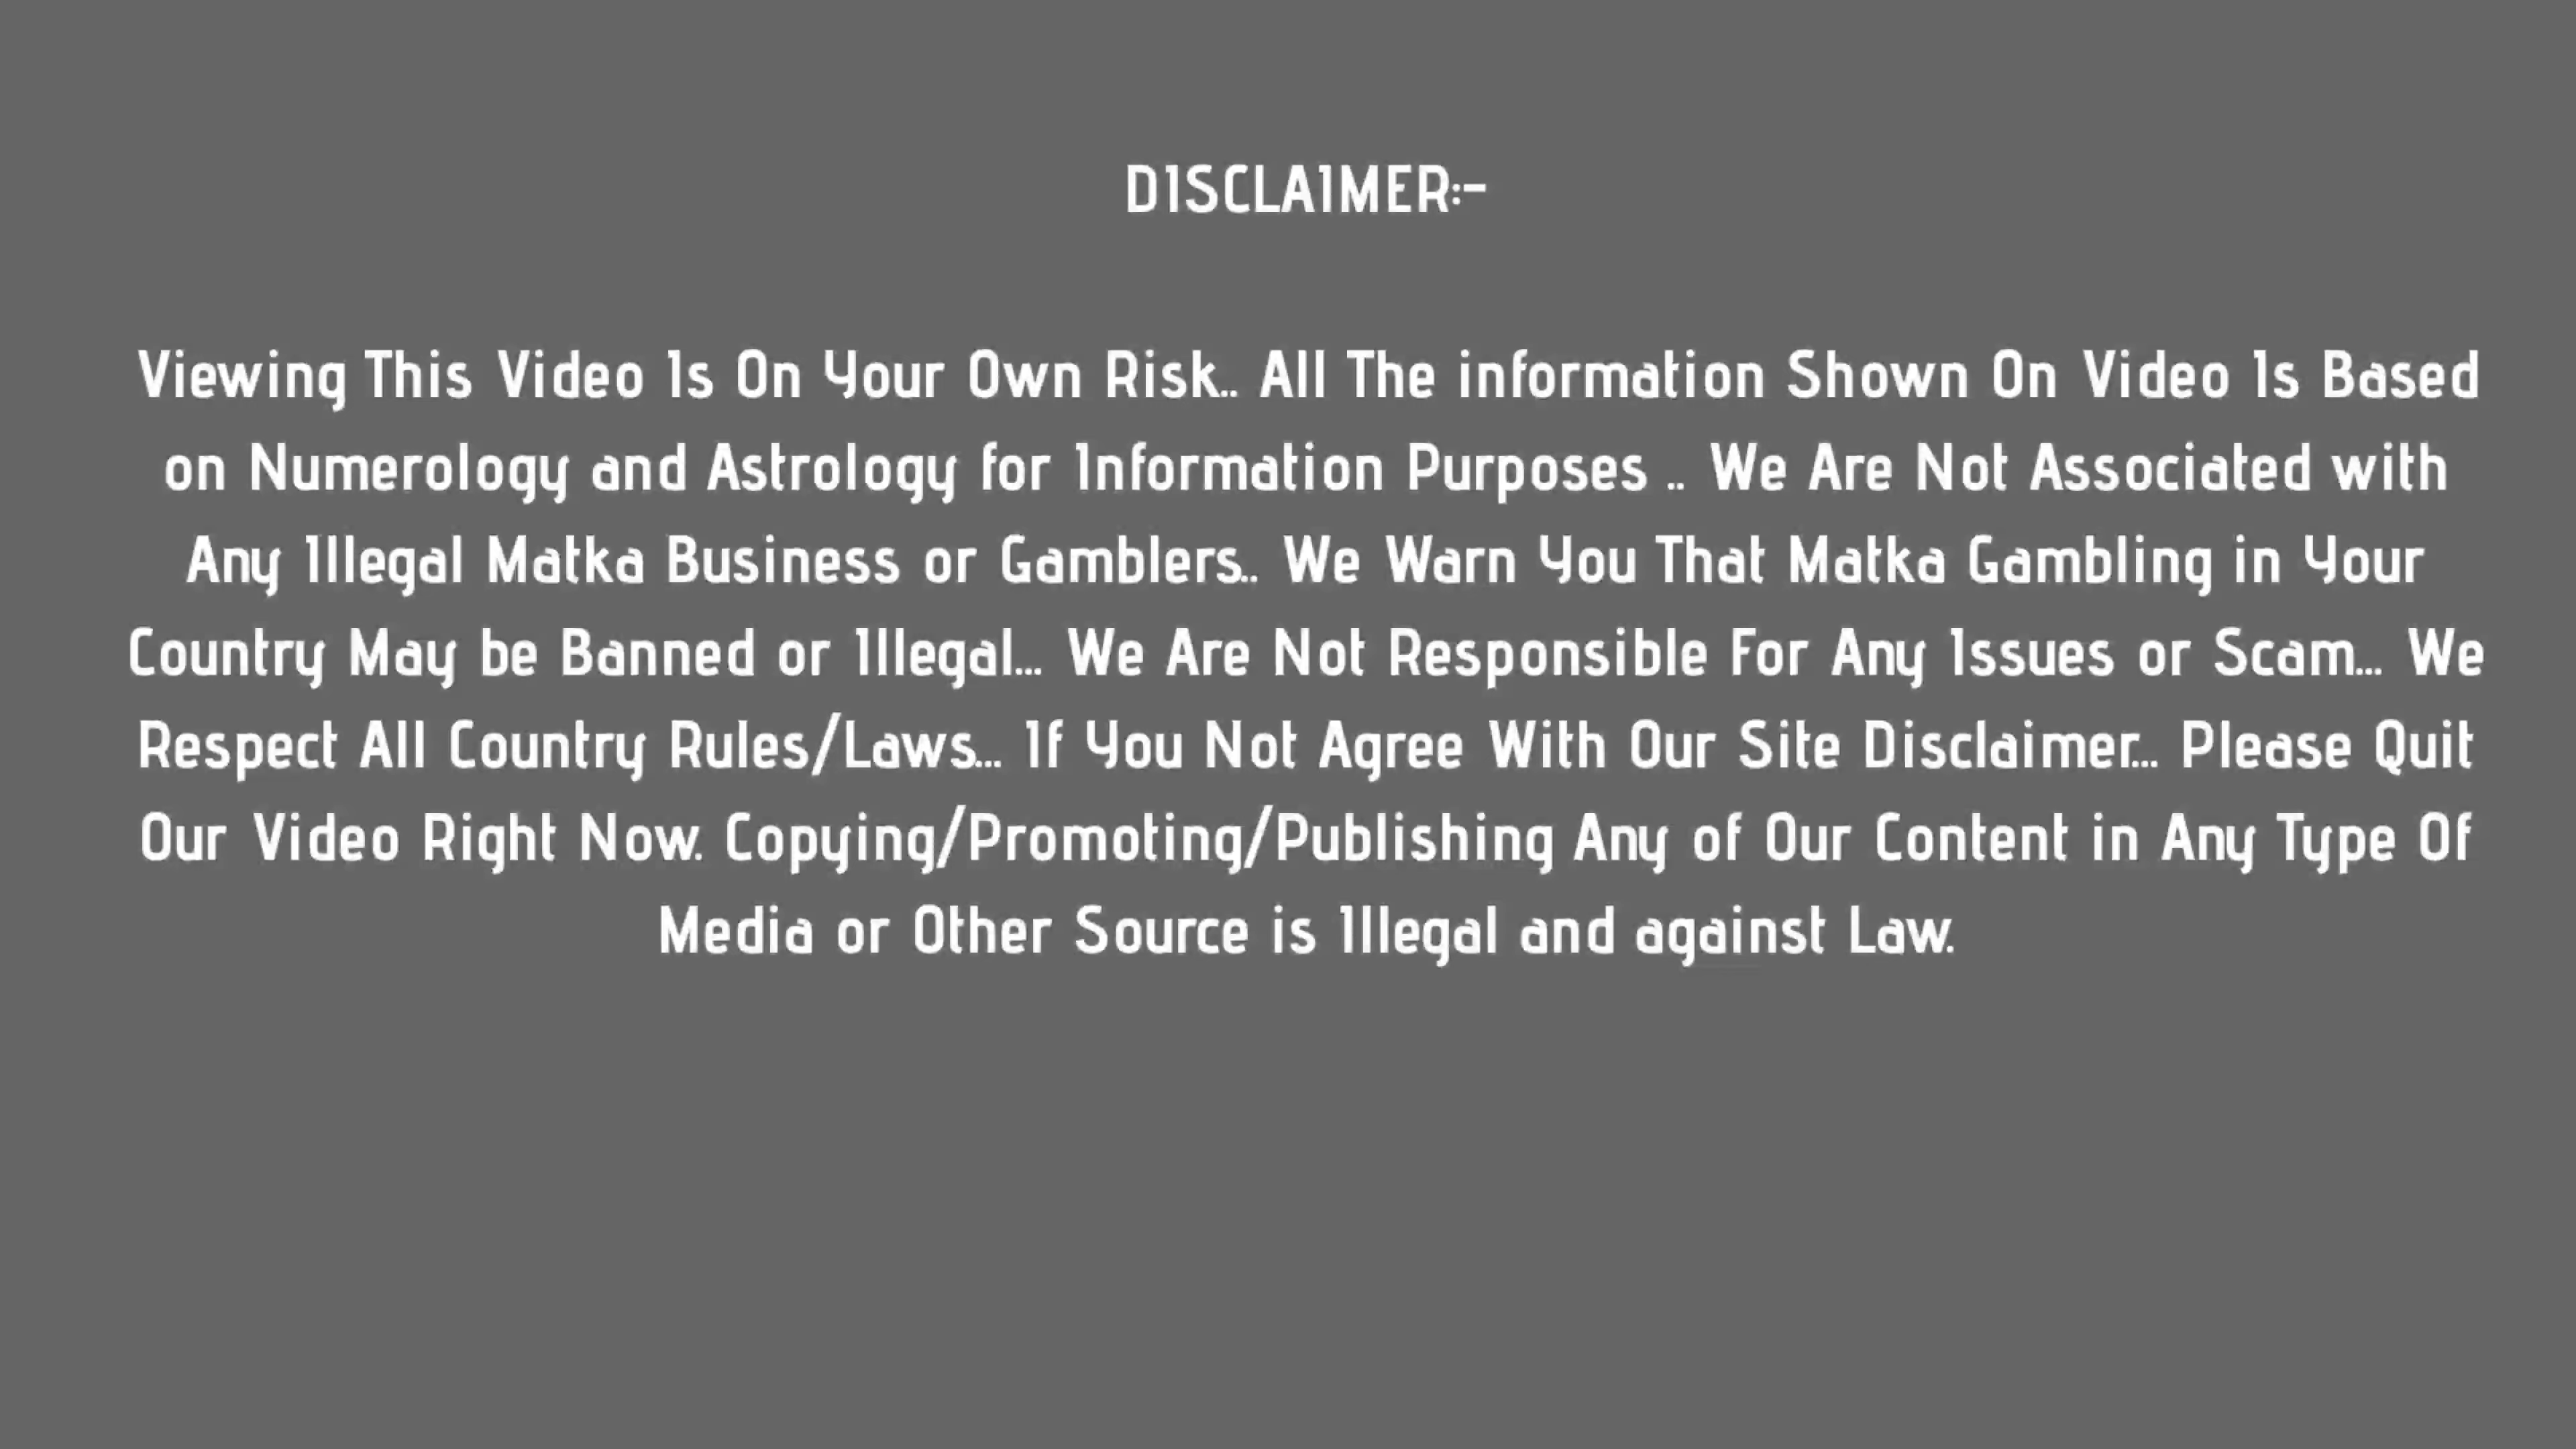 DISCLAIMER:-
Viewing This Video Is On Your Own Risk.. All The information Shown On Video Is Based
on Numerology and Astrology for Information Purposes .. We Are Not Associated with
Any Illegal Matka Business or Gamblers.. We Warn You That Matka Gambling in Your
Country May be Banned or Illegal... We Are Not Responsible For Any Issues or Scam... We
Respect All Country Rules/Laws... If You Not Agree With Our Site Disclaimer... Please Quit
Our Video Right Now. Copying/Promoting/Publishing Any of Our Content in Any Type Of
Media or Other Source is Illegal and against Law.